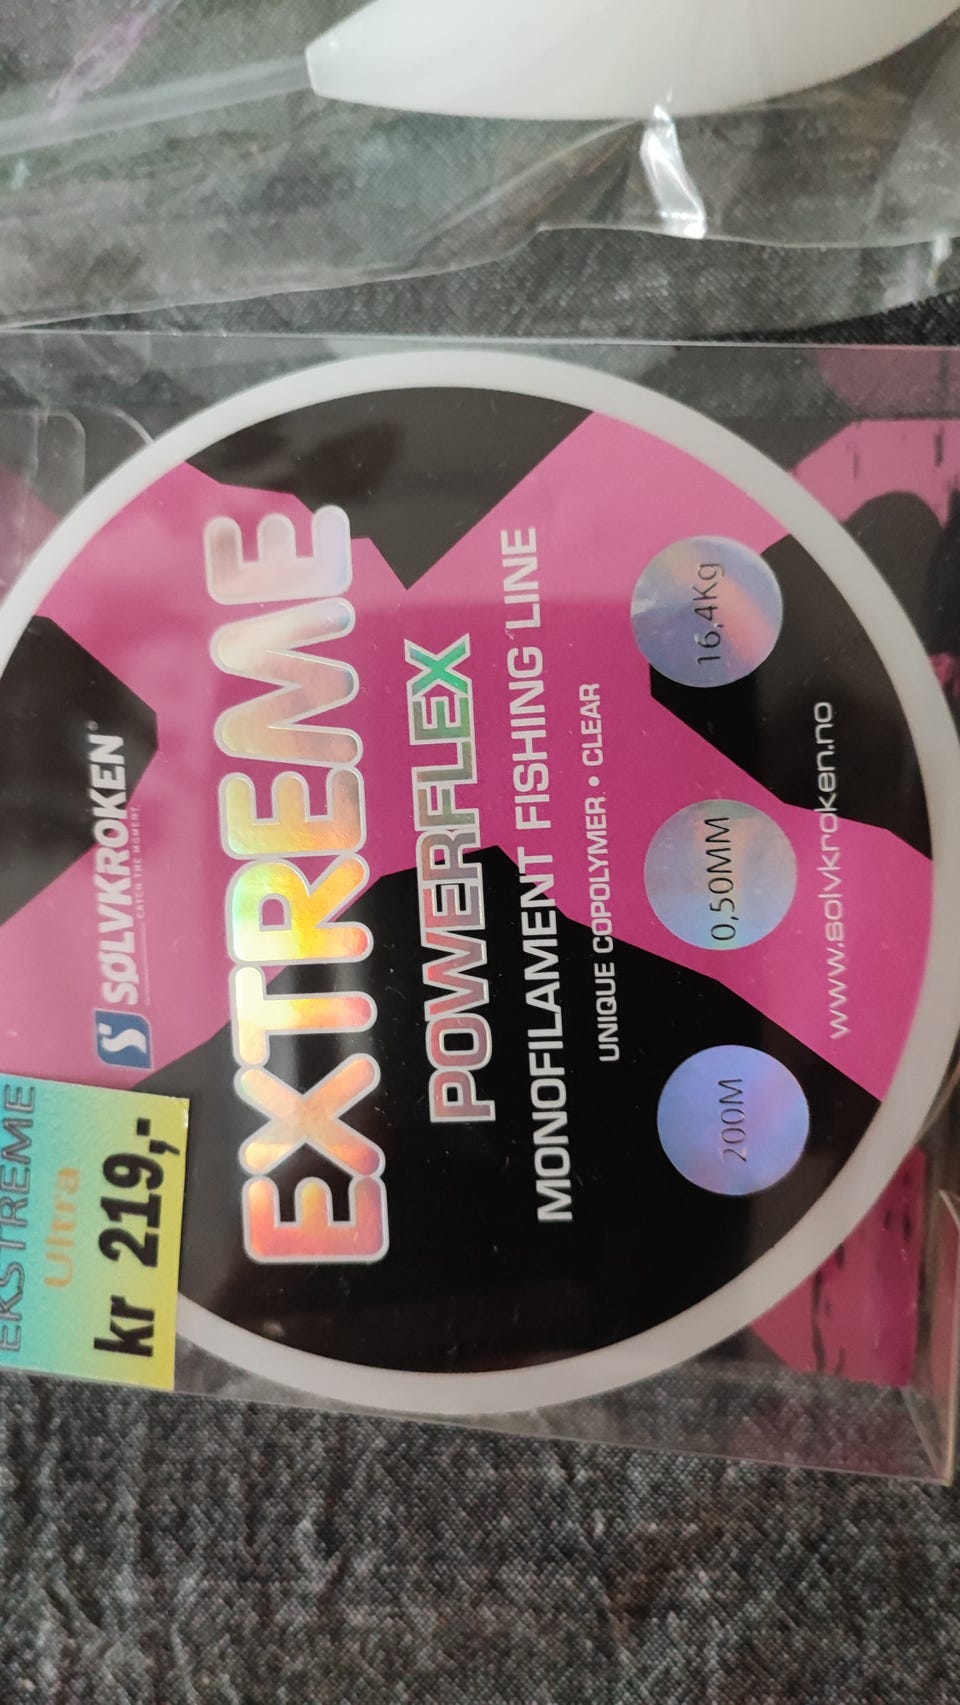 EKSTREME
Ultra
kr 219,-
SØLVKROKEN®
CATCH THE MOMENT
EXTREME
POWERFLEX
MONOFILAMENT FISHING LINE
UNIQUE COPOLYMER • CLEAR
200M
0,50MM
16,4Kg
www.solvkroken.no